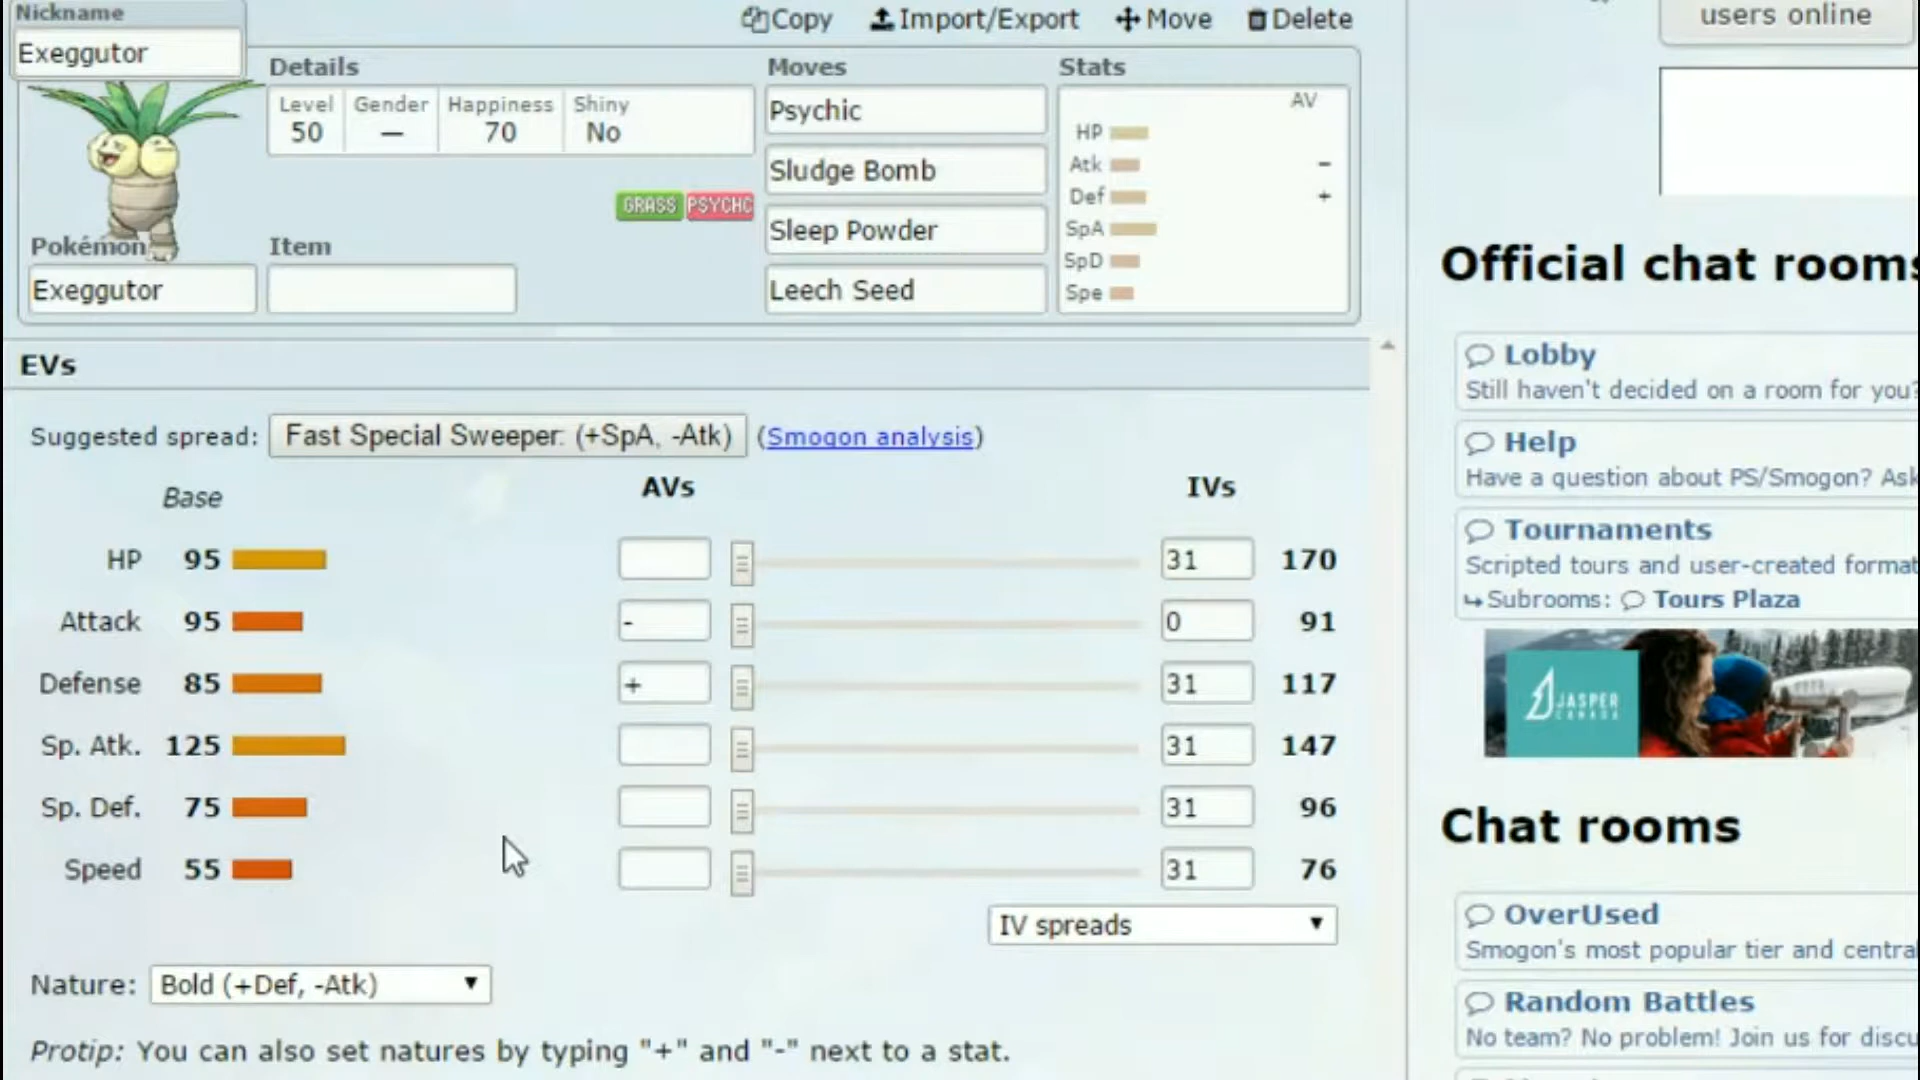 Nickname
Exeggutor
Copy Import/Export Move Delete
Details
Level Gender Happiness Shiny
50 — 70 No
GRASS PSYCHC
Pokémon
Exeggutor
Item
Moves
Psychic
Sludge Bomb
Sleep Powder
Leech Seed
Stats
AV
HP
Atk -
Def +
SpA
SpD
Spe
EVs
Suggested spread: Fast Special Sweeper: (+SpA, -Atk) (Smogon analysis)
Base AVs IVs
HP 95 31 170
Attack 95 - 0 91
Defense 85 + 31 117
Sp. Atk. 125 31 147
Sp. Def. 75 31 96
Speed 55 31 76
IV spreads
Nature: Bold (+Def, -Atk)
Protip: You can also set natures by typing "+" and "-" next to a stat.
users online
Official chat rooms
Lobby
Still haven't decided on a room for you?
Help
Have a question about PS/Smogon? Ask
Tournaments
Scripted tours and user-created format
Subrooms: Tours Plaza
JASPER
CANADA
Chat rooms
OverUsed
Smogon's most popular tier and centra
Random Battles
No team? No problem! Join us for discu